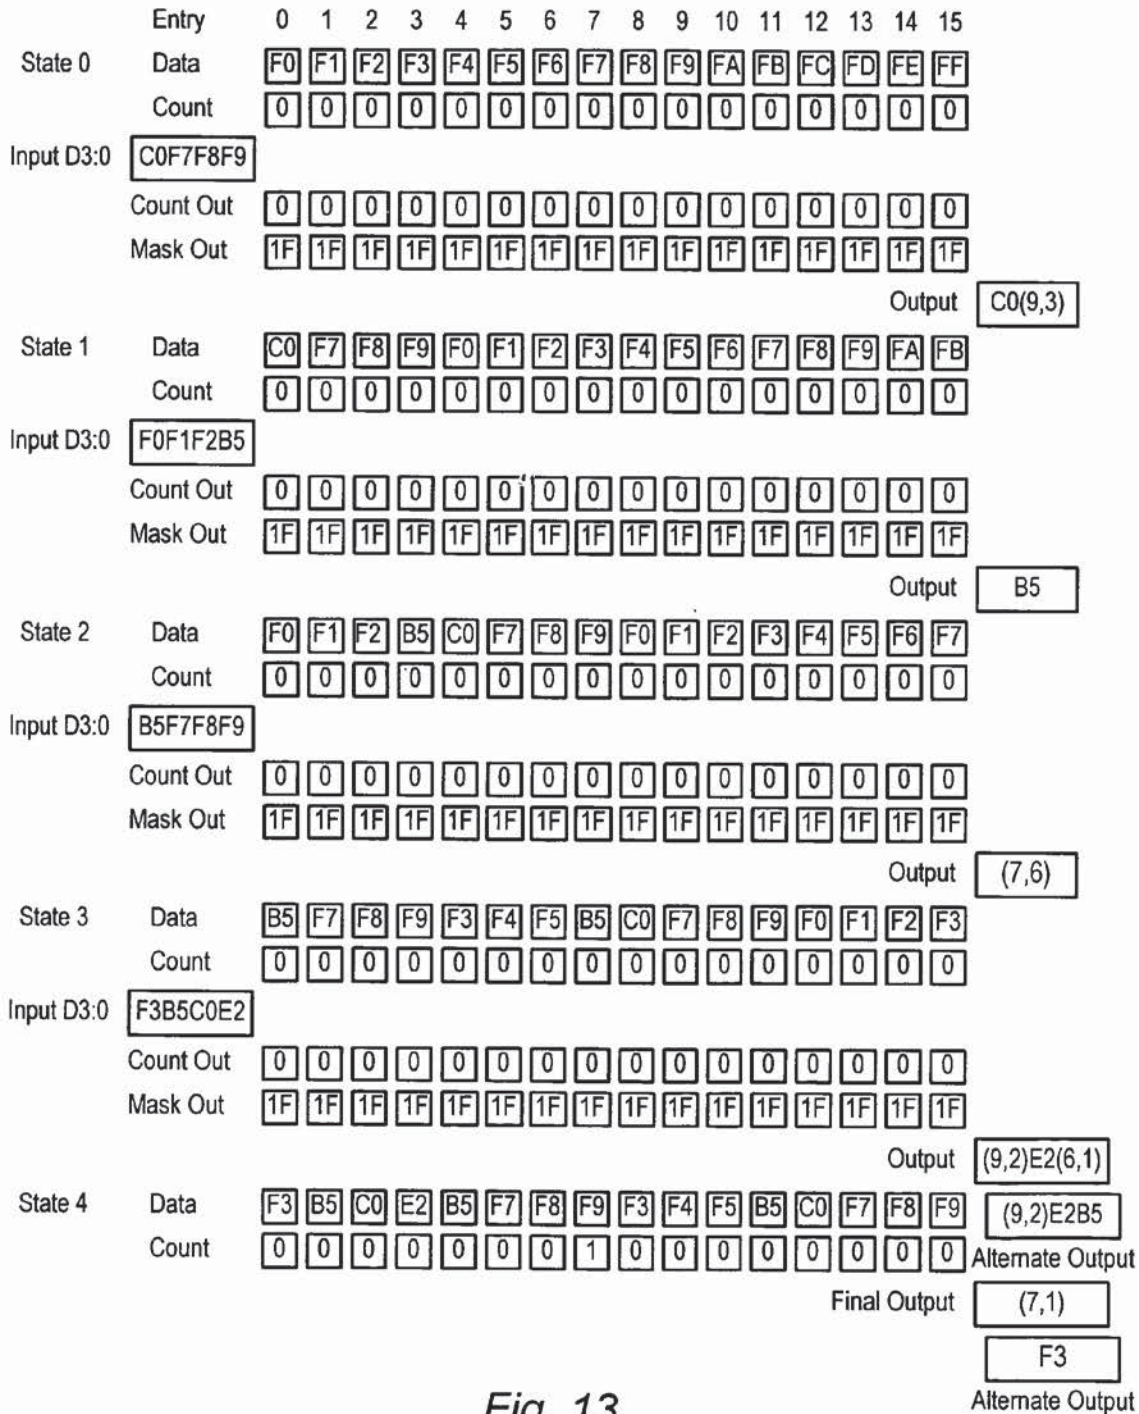 Entry 0 1 2 3 4 5 6 7 8 9 10 11 12 13 14 15
State 0 Data F0 F1 F2 F3 F4 F5 F6 F7 F8 F9 FA FB FC FD FE FF
Count 0 0 0 0 0 0 0 0 0 0 0 0 0 0 0 0
Input D3:0 C0F7F8F9
Count Out 0 0 0 0 0 0 0 0 0 0 0 0 0 0 0 0
Mask Out 1F 1F 1F 1F 1F 1F 1F 1F 1F 1F 1F 1F 1F 1F 1F 1F
Output C0(9,3)
State 1 Data C0 F7 F8 F9 F0 F1 F2 F3 F4 F5 F6 F7 F8 F9 FA FB
Count 0 0 0 0 0 0 0 0 0 0 0 0 0 0 0 0
Input D3:0 F0F1F2B5
Count Out 0 0 0 0 0 0 0 0 0 0 0 0 0 0 0 0
Mask Out 1F 1F 1F 1F 1F 1F 1F 1F 1F 1F 1F 1F 1F 1F 1F 1F
Output B5
State 2 Data F0 F1 F2 B5 C0 F7 F8 F9 F0 F1 F2 F3 F4 F5 F6 F7
Count 0 0 0 0 0 0 0 0 0 0 0 0 0 0 0 0
Input D3:0 B5F7F8F9
Count Out 0 0 0 0 0 0 0 0 0 0 0 0 0 0 0 0
Mask Out 1F 1F 1F 1F 1F 1F 1F 1F 1F 1F 1F 1F 1F 1F 1F 1F
Output (7,6)
State 3 Data B5 F7 F8 F9 F3 F4 F5 B5 C0 F7 F8 F9 F0 F1 F2 F3
Count 0 0 0 0 0 0 0 0 0 0 0 0 0 0 0 0
Input D3:0 F3B5C0E2
Count Out 0 0 0 0 0 0 0 0 0 0 0 0 0 0 0 0
Mask Out 1F 1F 1F 1F 1F 1F 1F 1F 1F 1F 1F 1F 1F 1F 1F 1F
Output (9,2)E2(6,1)
State 4 Data F3 B5 C0 E2 B5 F7 F8 F9 F3 F4 F5 B5 C0 F7 F8 F9 (9,2)E2B5
Count 0 0 0 0 0 0 0 1 0 0 0 0 0 0 0 0 Alternate Output
Final Output (7,1)
F3
Alternate Output
Fig. 13